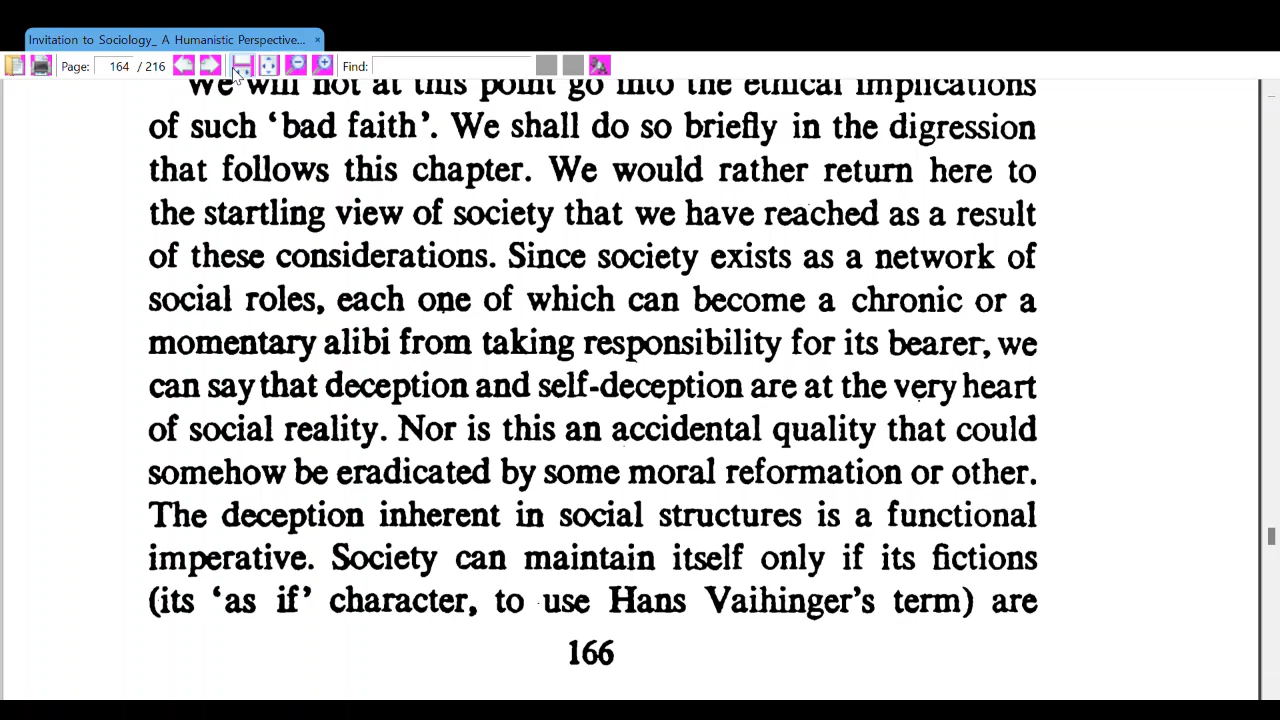 Invitation to Sociology_ A Humanistic Perspective... ×
Page: 164 / 216 Find:
We will not at this point go into the ethical implications
of such ‘bad faith’. We shall do so briefly in the digression
that follows this chapter. We would rather return here to
the startling view of society that we have reached as a result
of these considerations. Since society exists as a network of
social roles, each one of which can become a chronic or a
momentary alibi from taking responsibility for its bearer, we
can say that deception and self-deception are at the very heart
of social reality. Nor is this an accidental quality that could
somehow be eradicated by some moral reformation or other.
The deception inherent in social structures is a functional
imperative. Society can maintain itself only if its fictions
(its ‘as if’ character, to use Hans Vaihinger’s term) are
166